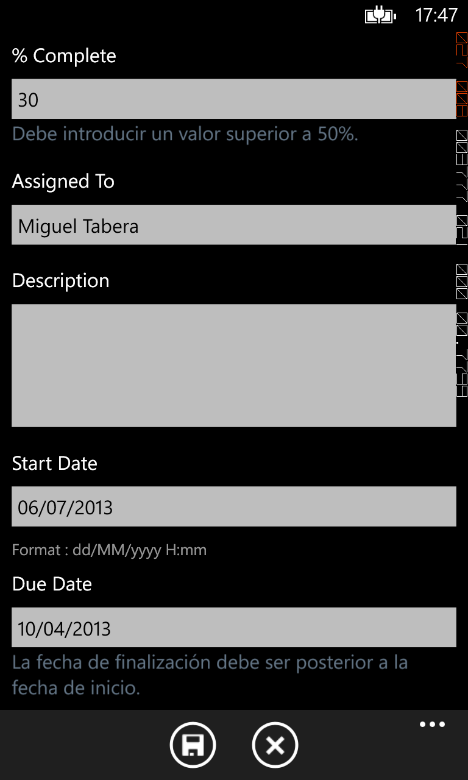 17:47
% Complete
30
Debe introducir un valor superior a 50%.
Assigned To
Miguel Tabera
Description
Start Date
06/07/2013
Format : dd/MM/yyyy H:mm
Due Date
10/04/2013
La fecha de finalización debe ser posterior a la
fecha de inicio.